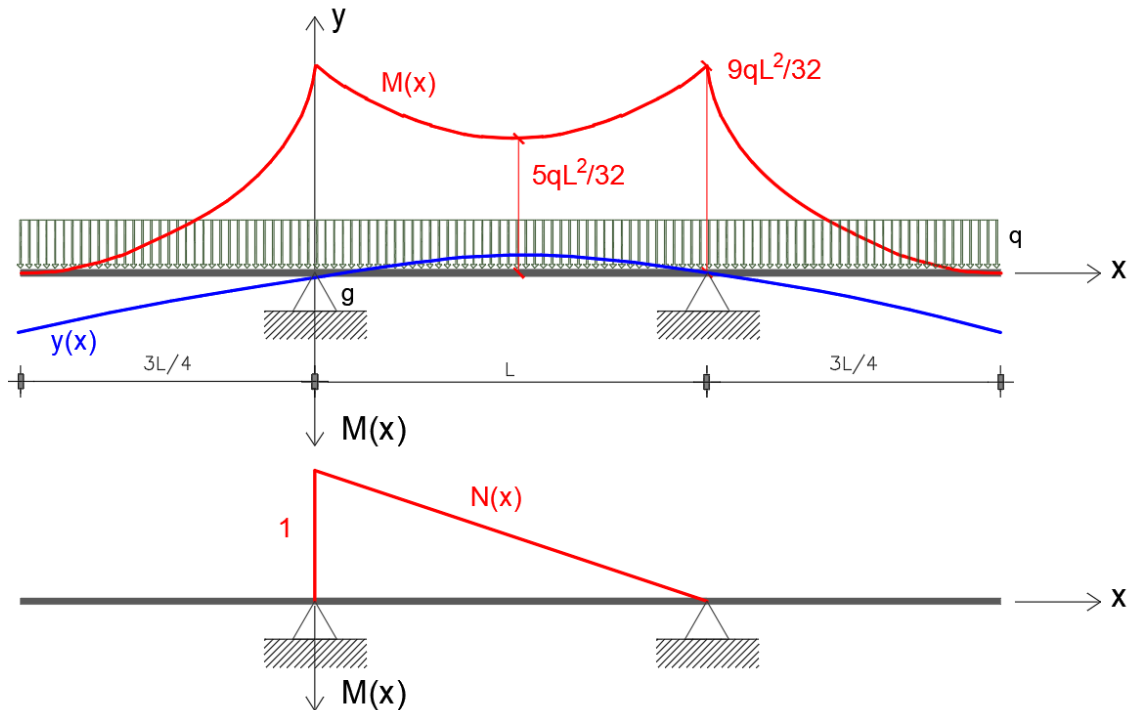 y
M(x)
9qL²/32
5qL²/32
q
x
g
y(x)
3L/4
L
3L/4
M(x)
N(x)
1
x
M(x)